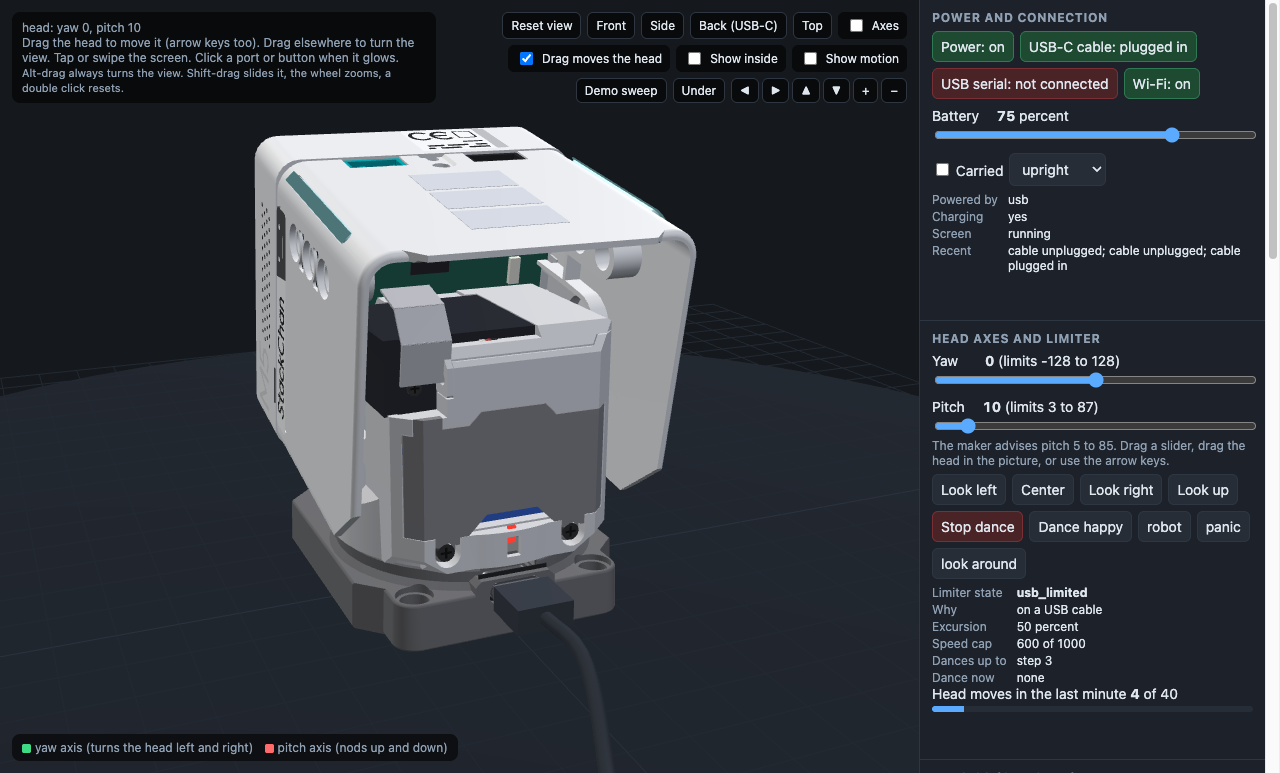 head: yaw 0, pitch 10
Drag the head to move it (arrow keys too). Drag elsewhere to turn the
view. Tap or swipe the screen. Click a port or button when it glows.
Alt-drag always turns the view. Shift-drag slides it, the wheel zooms, a
double click resets.
Reset view
Front
Side
Back (USB-C)
Top
Axes
Drag moves the head
Show inside
Show motion
Demo sweep
Under
◄
►
▲
▼
+
−
CE
StackChan
yaw axis (turns the head left and right)
pitch axis (nods up and down)
POWER AND CONNECTION
Power: on
USB-C cable: plugged in
USB serial: not connected
Wi-Fi: on
Battery 75 percent
Carried
upright
Powered by usb
Charging yes
Screen running
Recent cable unplugged; cable unplugged; cable
plugged in
HEAD AXES AND LIMITER
Yaw 0 (limits -128 to 128)
Pitch 10 (limits 3 to 87)
The maker advises pitch 5 to 85. Drag a slider, drag the
head in the picture, or use the arrow keys.
Look left
Center
Look right
Look up
Stop dance
Dance happy
robot
panic
look around
Limiter state usb_limited
Why on a USB cable
Excursion 50 percent
Speed cap 600 of 1000
Dances up to step 3
Dance now none
Head moves in the last minute 4 of 40